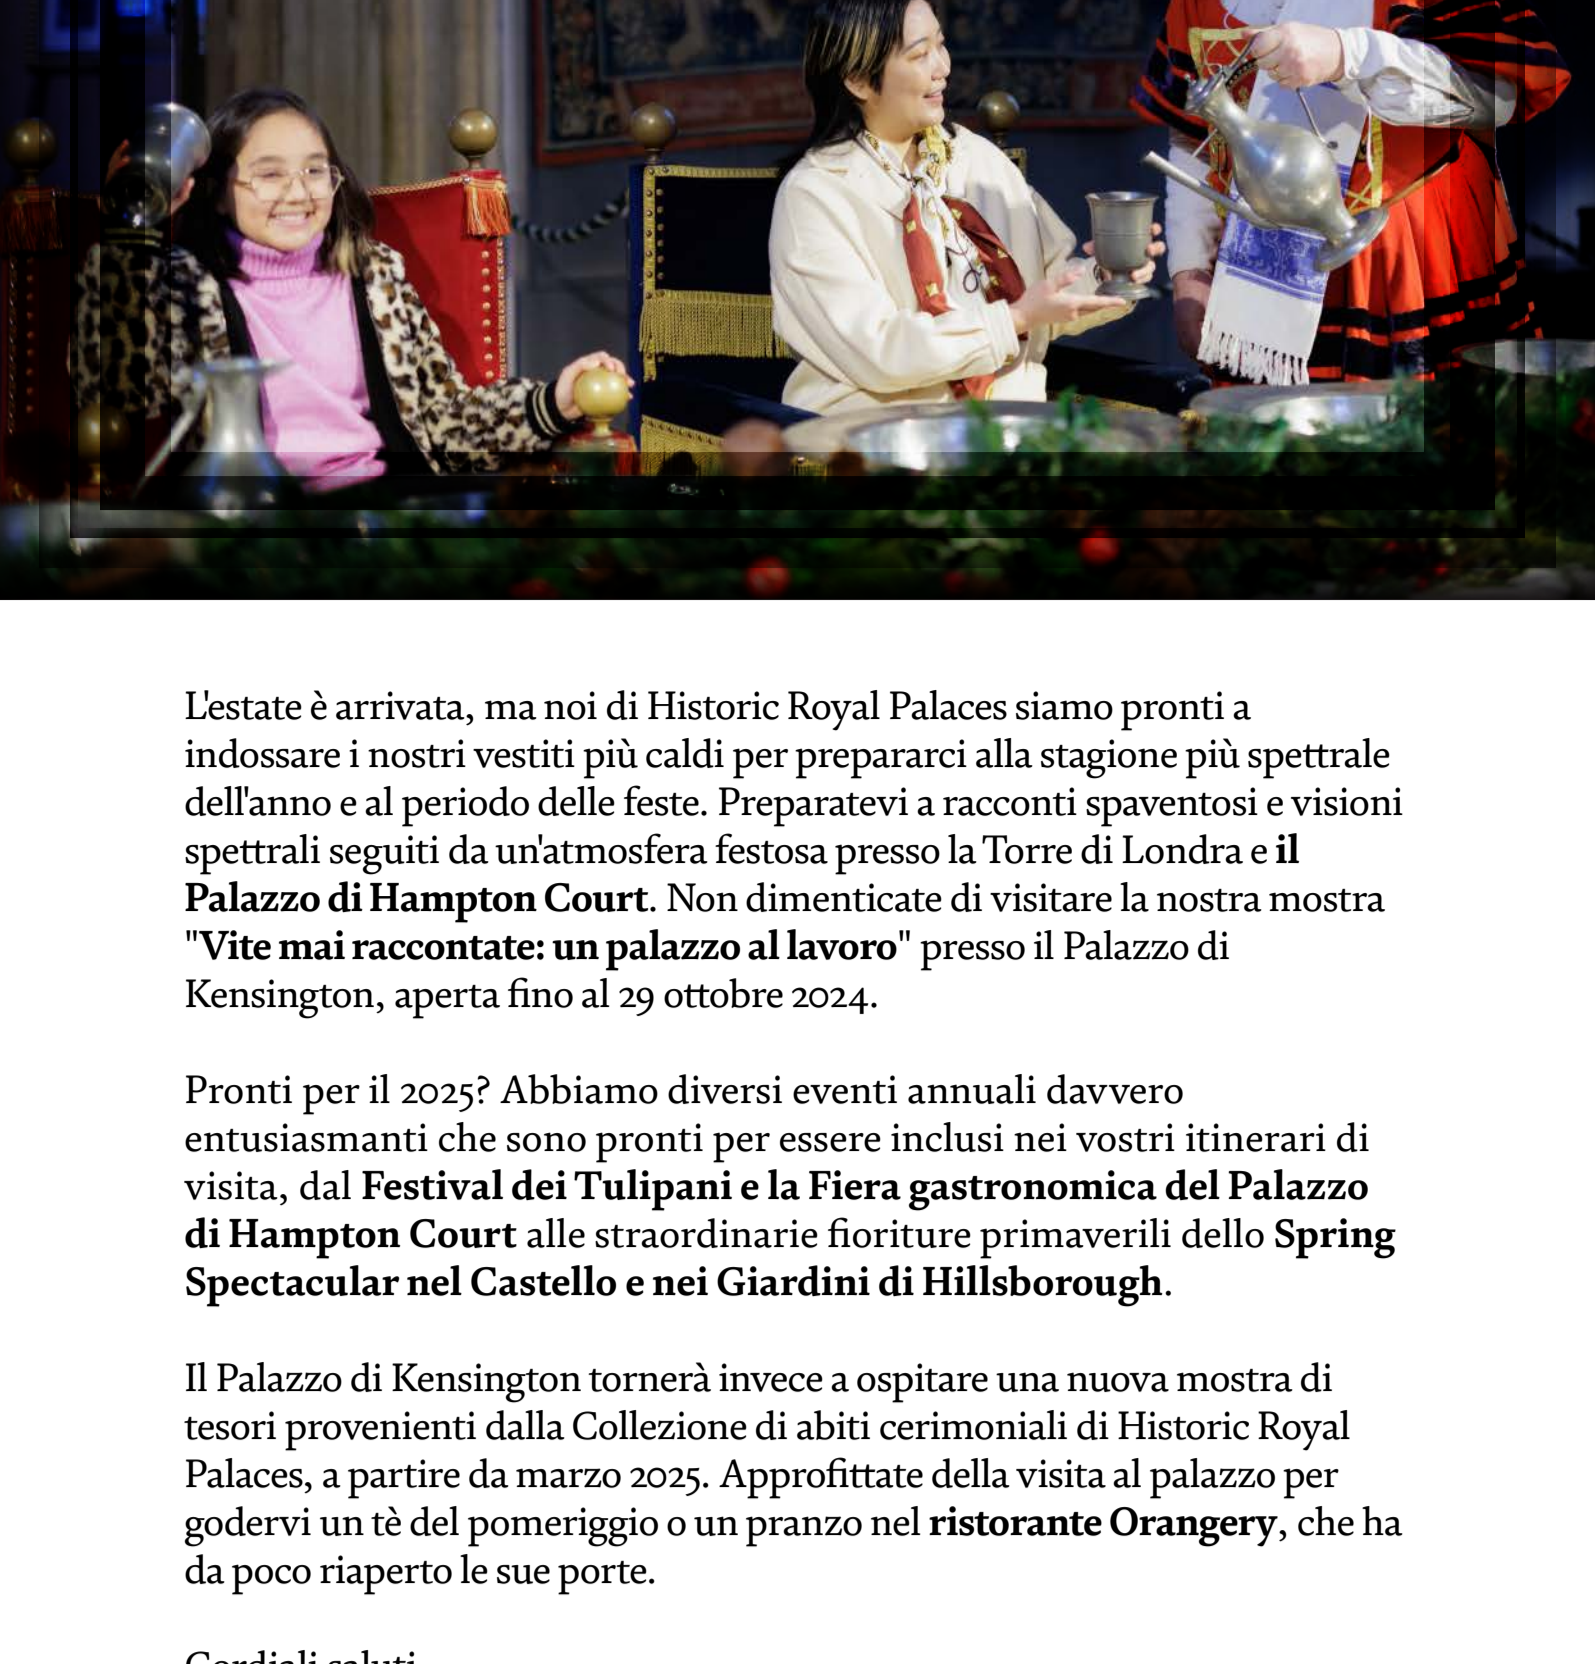 L'estate è arrivata, ma noi di Historic Royal Palaces siamo pronti a
indossare i nostri vestiti più caldi per prepararci alla stagione più spettrale
dell'anno e al periodo delle feste. Preparatevi a racconti spaventosi e visioni
spettrali seguiti da un'atmosfera festosa presso la Torre di Londra e il
Palazzo di Hampton Court. Non dimenticate di visitare la nostra mostra
"Vite mai raccontate: un palazzo al lavoro" presso il Palazzo di
Kensington, aperta fino al 29 ottobre 2024.
Pronti per il 2025? Abbiamo diversi eventi annuali davvero
entusiasmanti che sono pronti per essere inclusi nei vostri itinerari di
visita, dal Festival dei Tulipani e la Fiera gastronomica del Palazzo
di Hampton Court alle straordinarie fioriture primaverili dello Spring
Spectacular nel Castello e nei Giardini di Hillsborough.
Il Palazzo di Kensington tornerà invece a ospitare una nuova mostra di
tesori provenienti dalla Collezione di abiti cerimoniali di Historic Royal
Palaces, a partire da marzo 2025. Approfittate della visita al palazzo per
godervi un tè del pomeriggio o un pranzo nel ristorante Orangery, che ha
da poco riaperto le sue porte.
Cordiali saluti